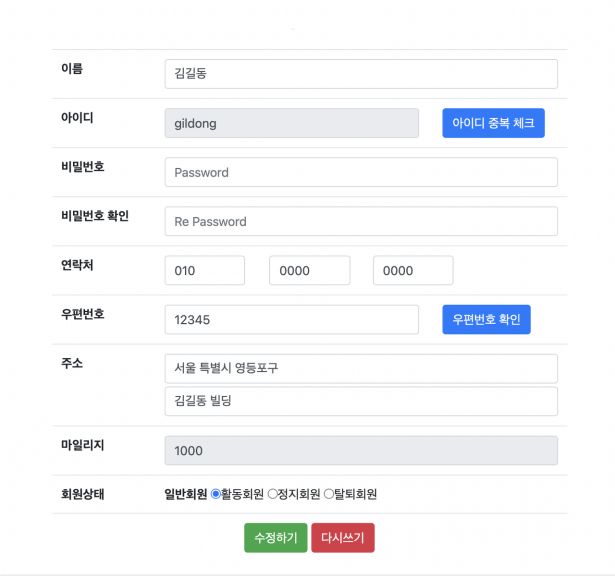 이름 김길동
아이디 gildong 아이디 중복 체크
비밀번호 Password
비밀번호 확인 Re Password
연락처 010 0000 0000
우편번호 12345 우편번호 확인
주소 서울 특별시 영등포구
김길동 빌딩
마일리지 1000
회원상태 일반회원 활동회원 정지회원 탈퇴회원
수정하기 다시쓰기